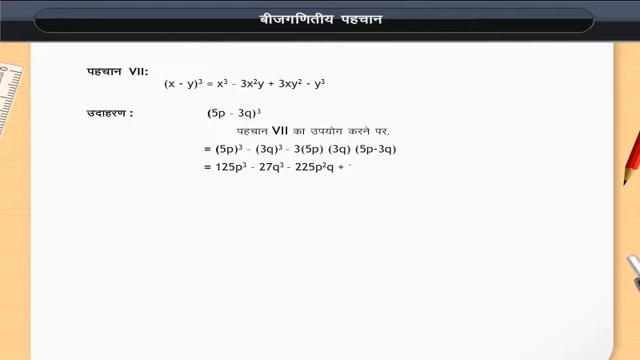 बीजगणितीय पहचान
पहचान VII:
(x - y)³ = x³ – 3x²y + 3xy² – y³
उदाहरण : (5p – 3q)³
पहचान VII का उपयोग करने पर,
= (5p)³ – (3q)³ – 3(5p) (3q) (5p-3q)
= 125p³ – 27q³ – 225p²q +